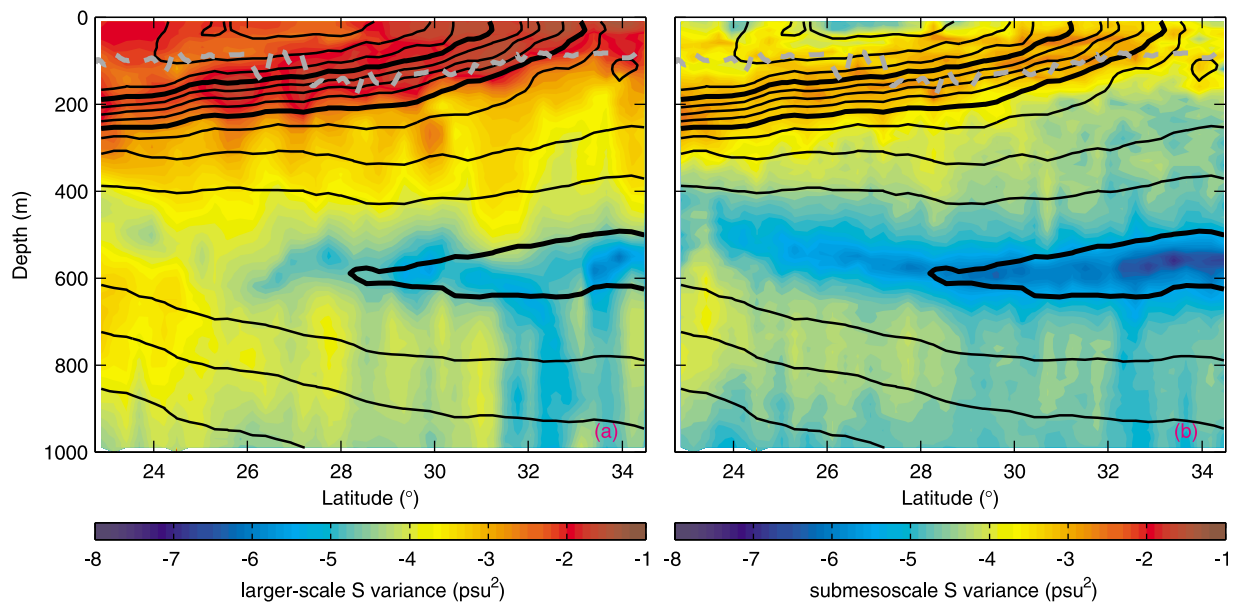 0
200
400
600
800
1000
Depth (m)
(a)
(b)
24 26 28 30 32 34
24 26 28 30 32 34
Latitude (°)
Latitude (°)
-8 -7 -6 -5 -4 -3 -2 -1
-8 -7 -6 -5 -4 -3 -2 -1
larger-scale S variance (psu²)
submesoscale S variance (psu²)